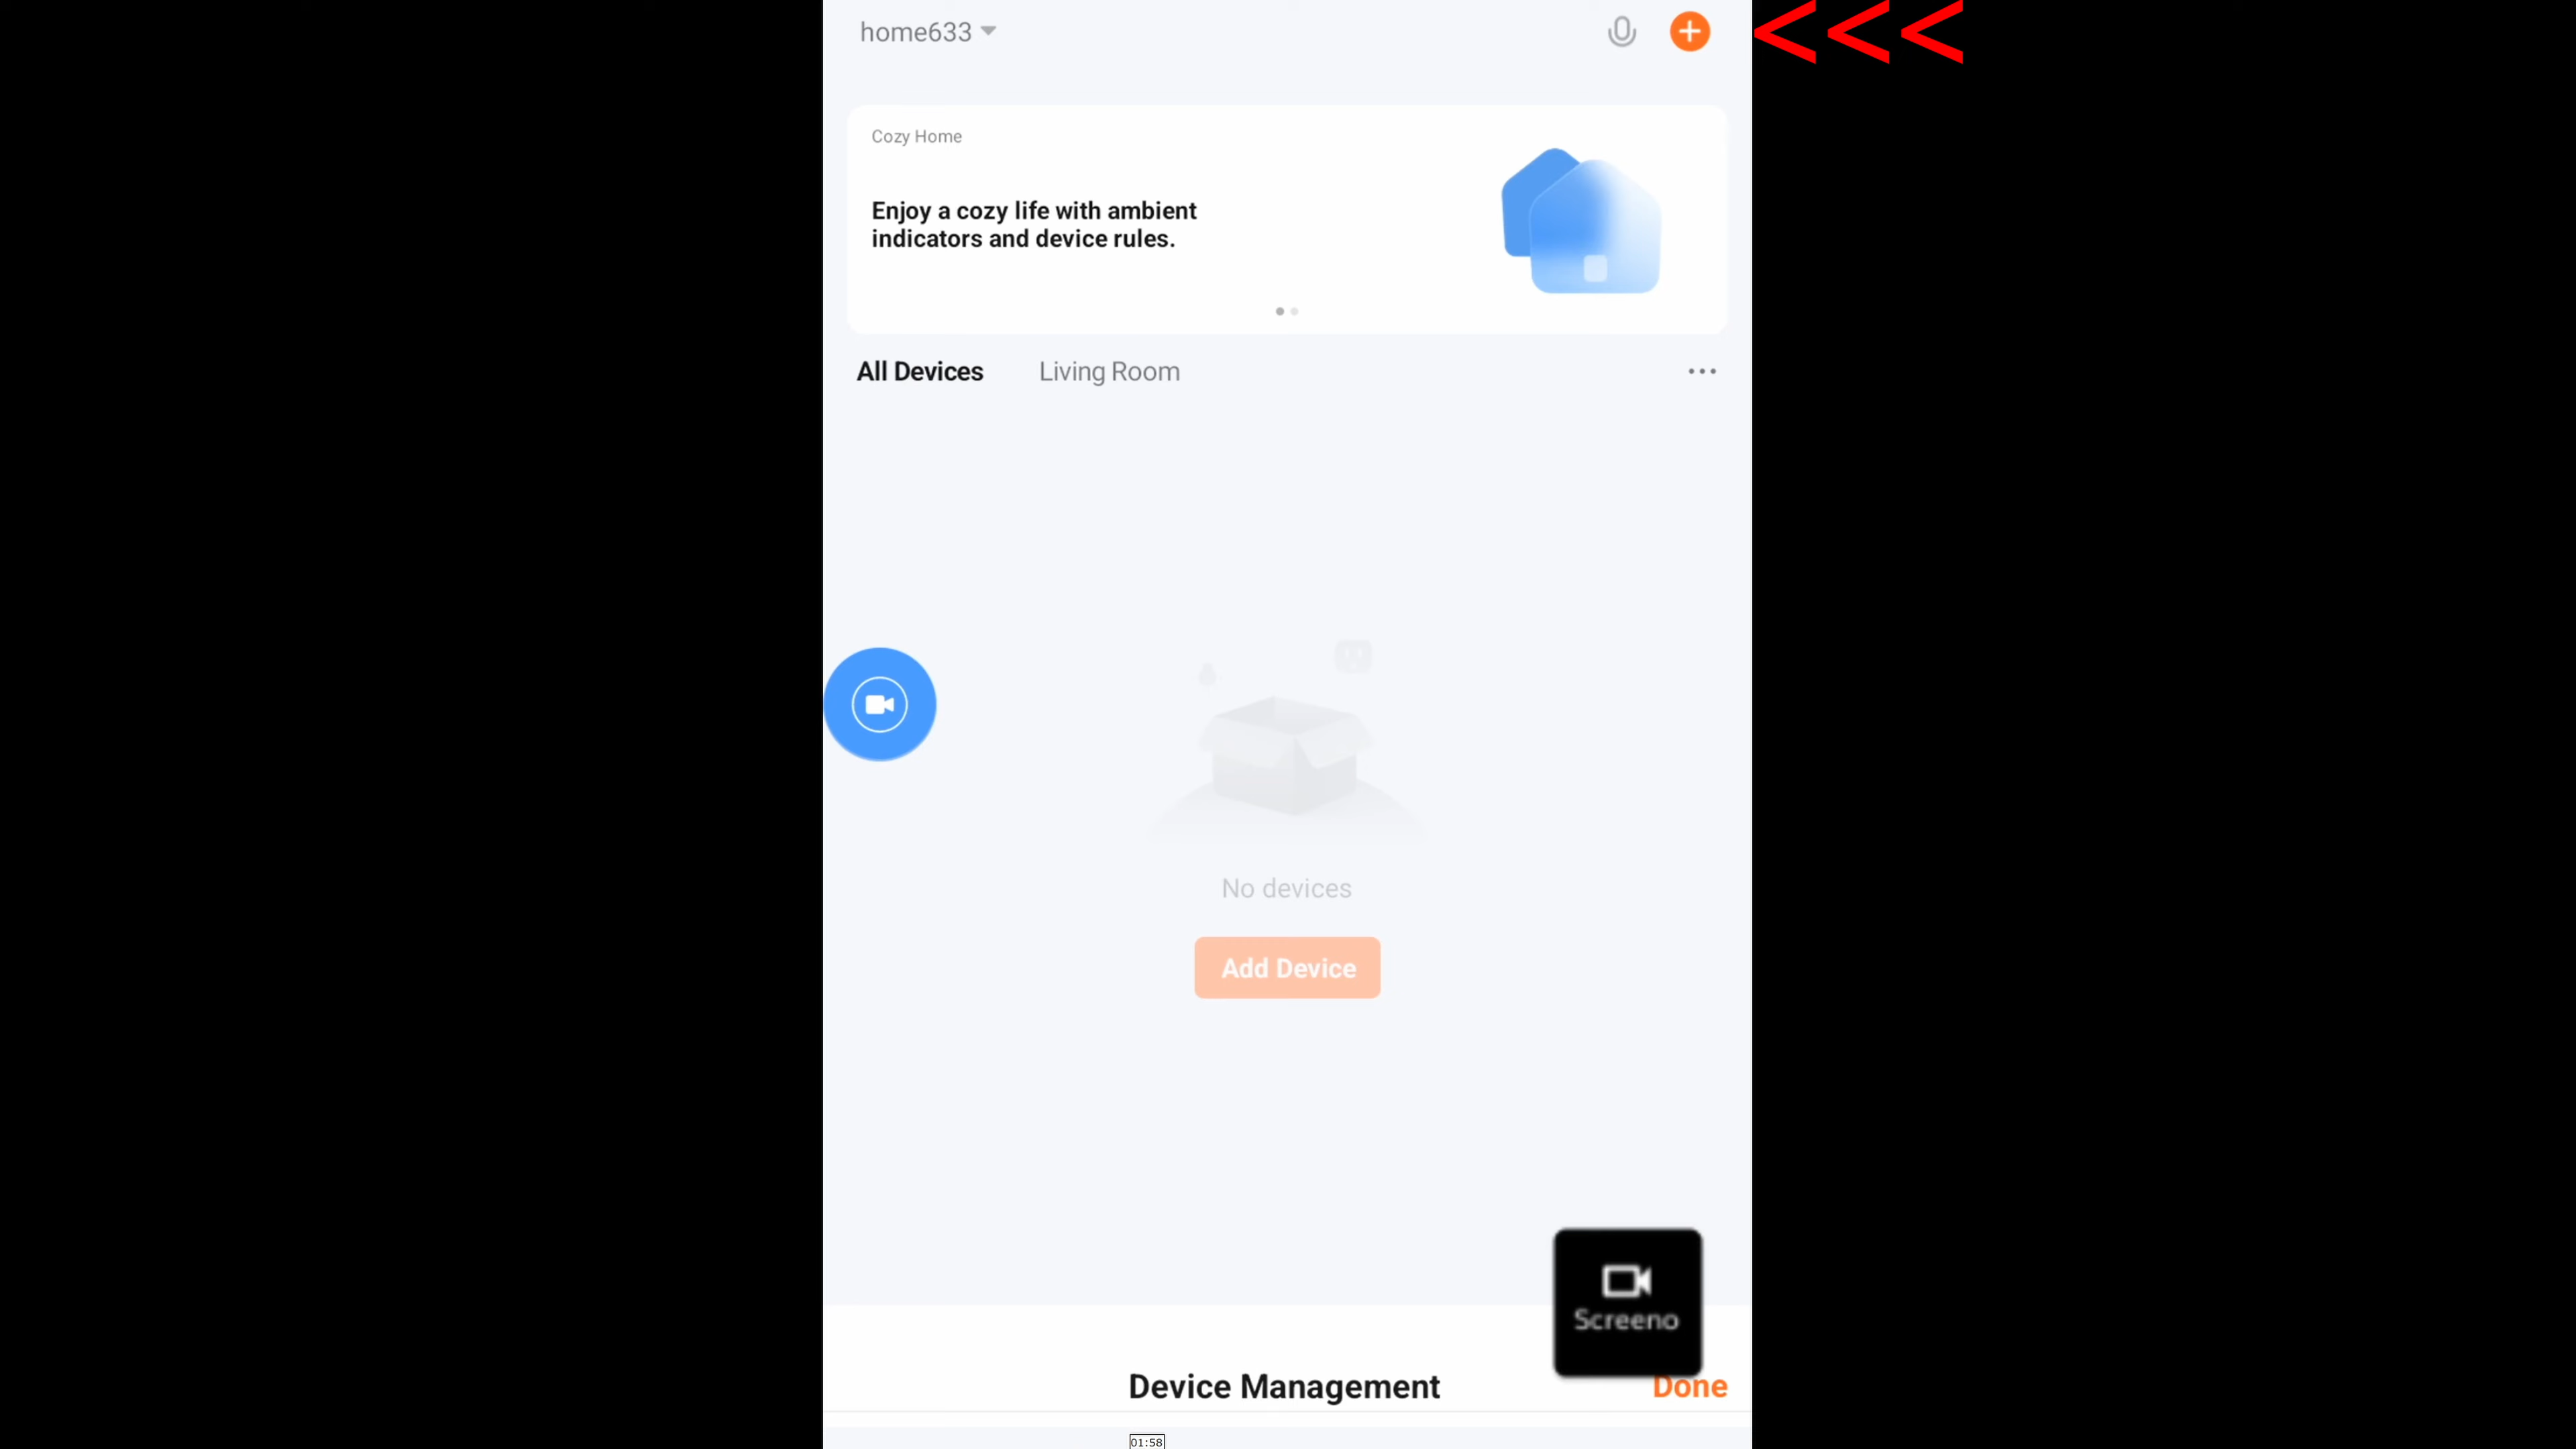 home633
<<<
Cozy Home
Enjoy a cozy life with ambient
indicators and device rules.
All Devices
Living Room
No devices
Add Device
Screeno
Device Management
Done
01:58